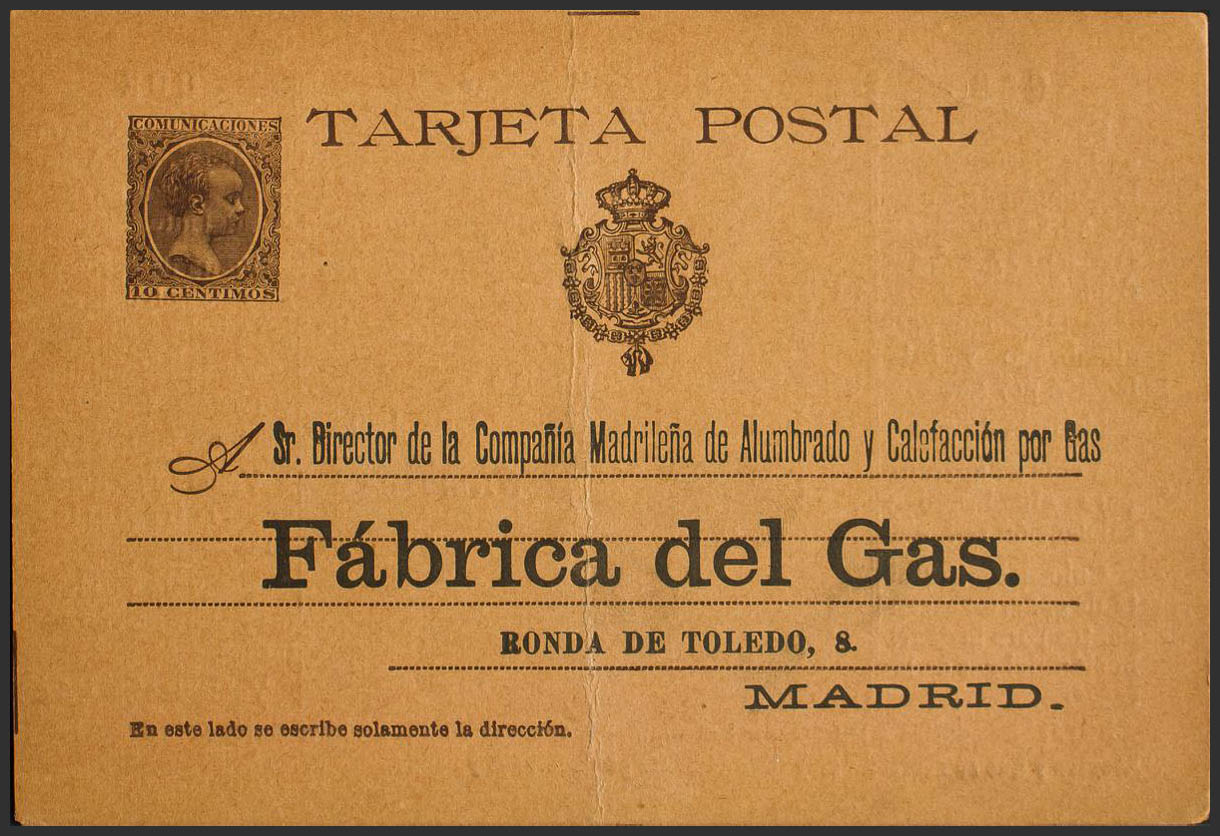 COMUNICACIONES
TARJETA POSTAL
10 CENTIMOS
A Sr. Director de la Compañía Madrileña de Alumbrado y Calefacción por Gas
Fábrica del Gas.
RONDA DE TOLEDO, 8.
MADRID.
En este lado se escribe solamente la dirección.